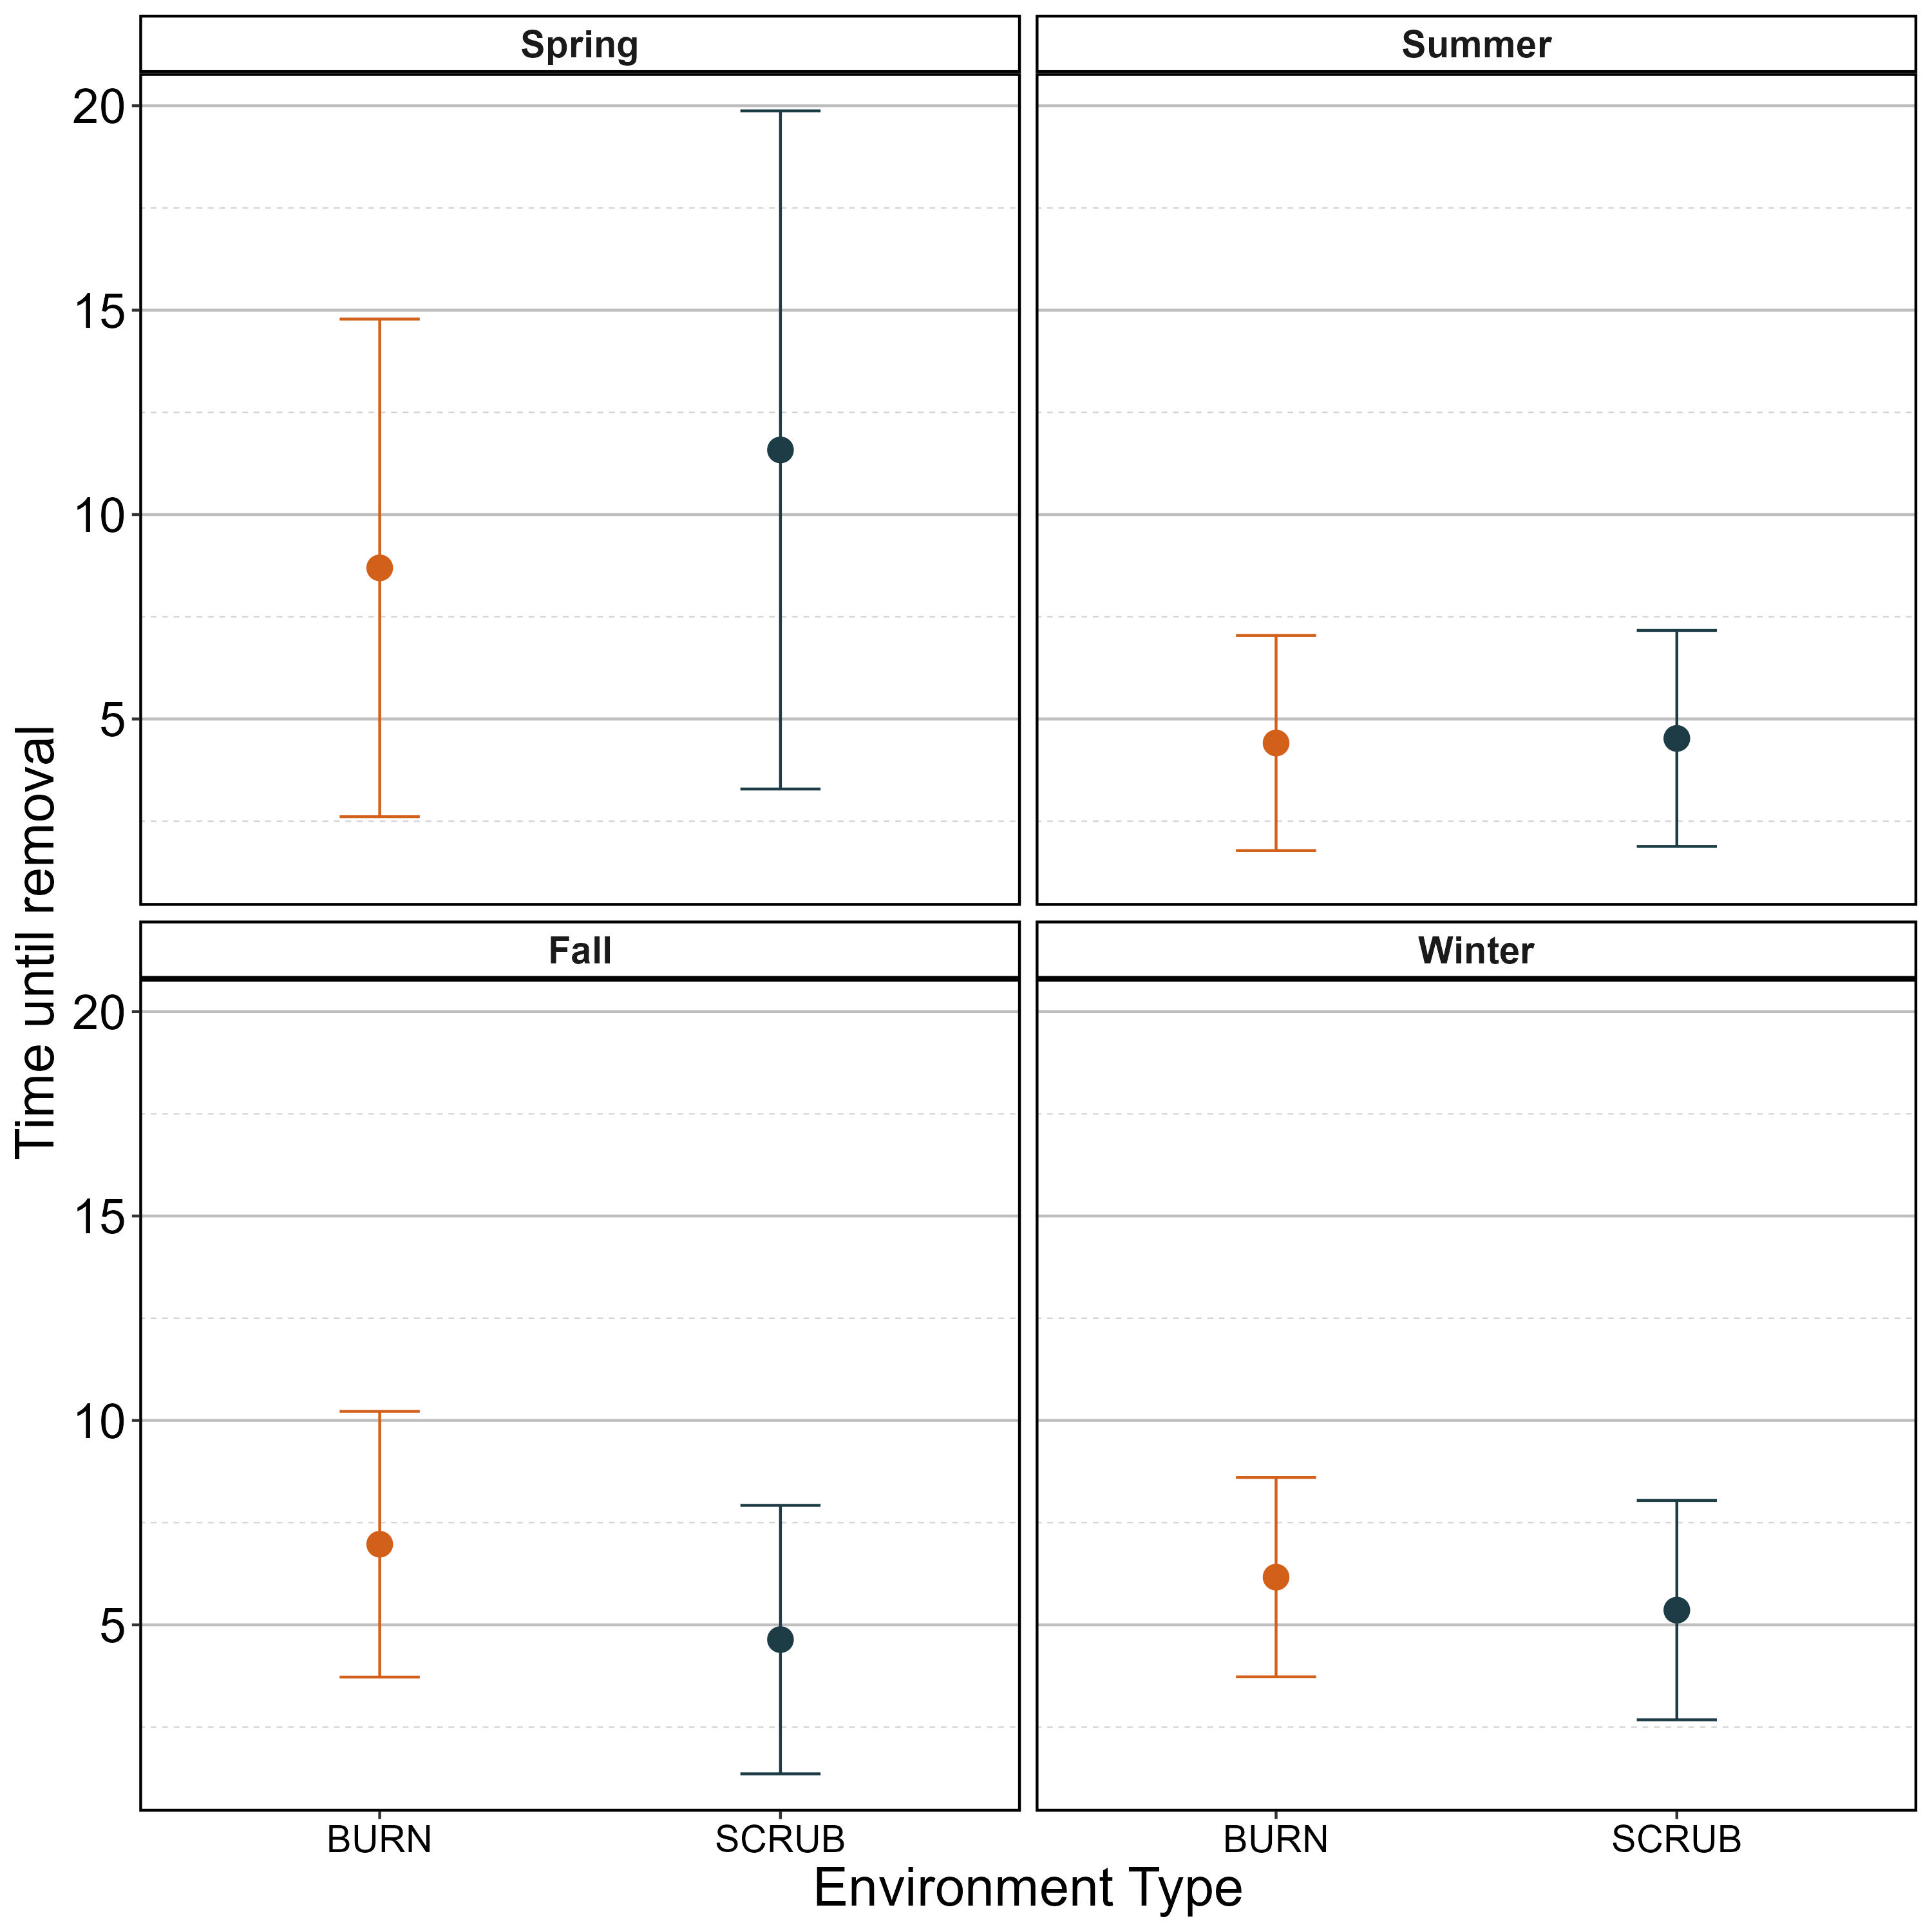 Spring
Summer
20
15
10
5
Fall
Winter
20
15
10
5
BURN
SCRUB
BURN
SCRUB
Time until removal
Environment Type